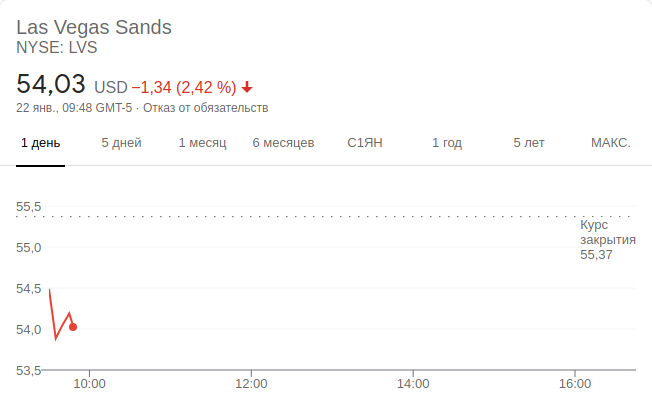 Las Vegas Sands
NYSE: LVS
54,03 USD −1,34 (2,42 %)
22 янв., 09:48 GMT-5 · Отказ от обязательств
1 день 5 дней 1 месяц 6 месяцев С1ЯН 1 год 5 лет МАКС.
55,5
Курс
закрытия
55,37
55,0
54,5
54,0
53,5
10:00 12:00 14:00 16:00